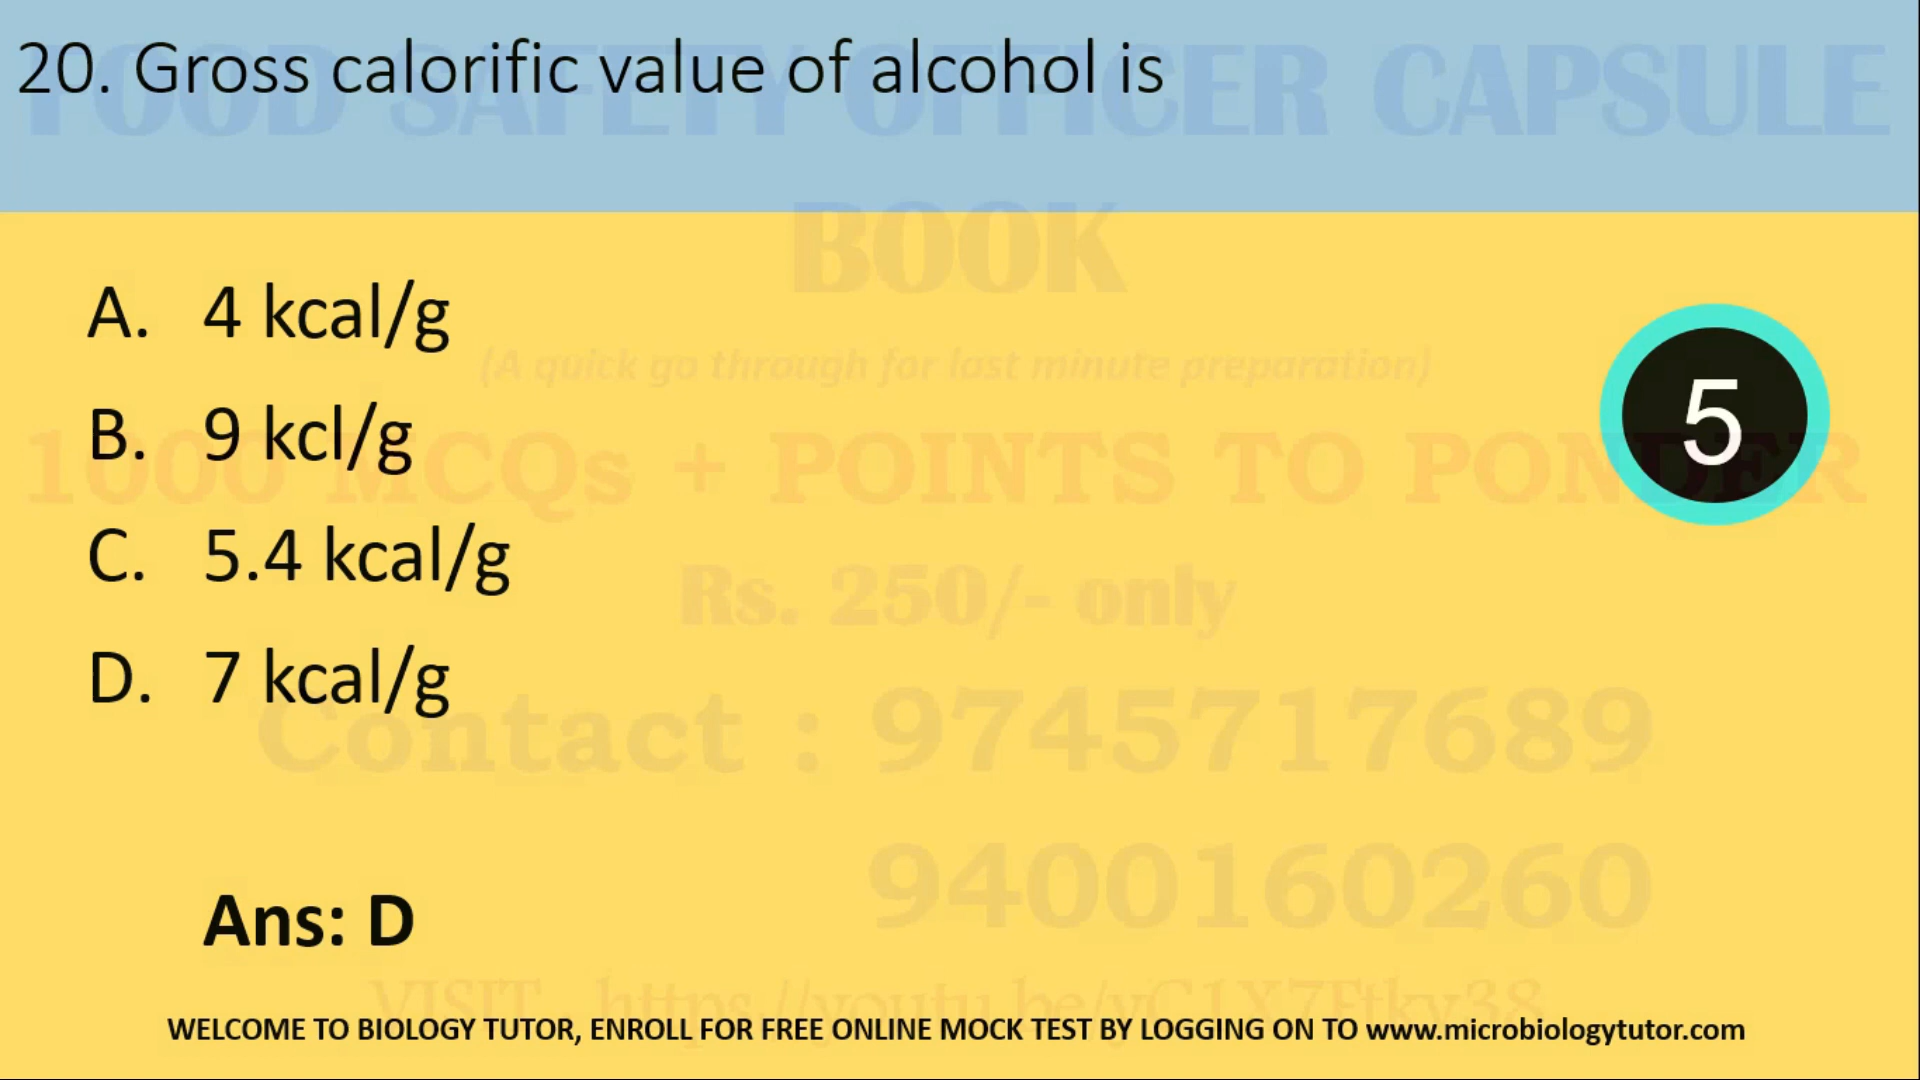 20. Gross calorific value of alcohol is
FOOD SAFETY OFFICER CAPSULE
BOOK
A. 4 kcal/g
(A quick go through for last minute preparation)
B. 9 kcl/g
5
1000 MCQs + POINTS TO PONDER
C. 5.4 kcal/g
Rs. 250/- only
D. 7 kcal/g
Contact : 9745717689
9400160260
Ans: D
VISIT
WELCOME TO BIOLOGY TUTOR, ENROLL FOR FREE ONLINE MOCK TEST BY LOGGING ON TO www.microbiologytutor.com